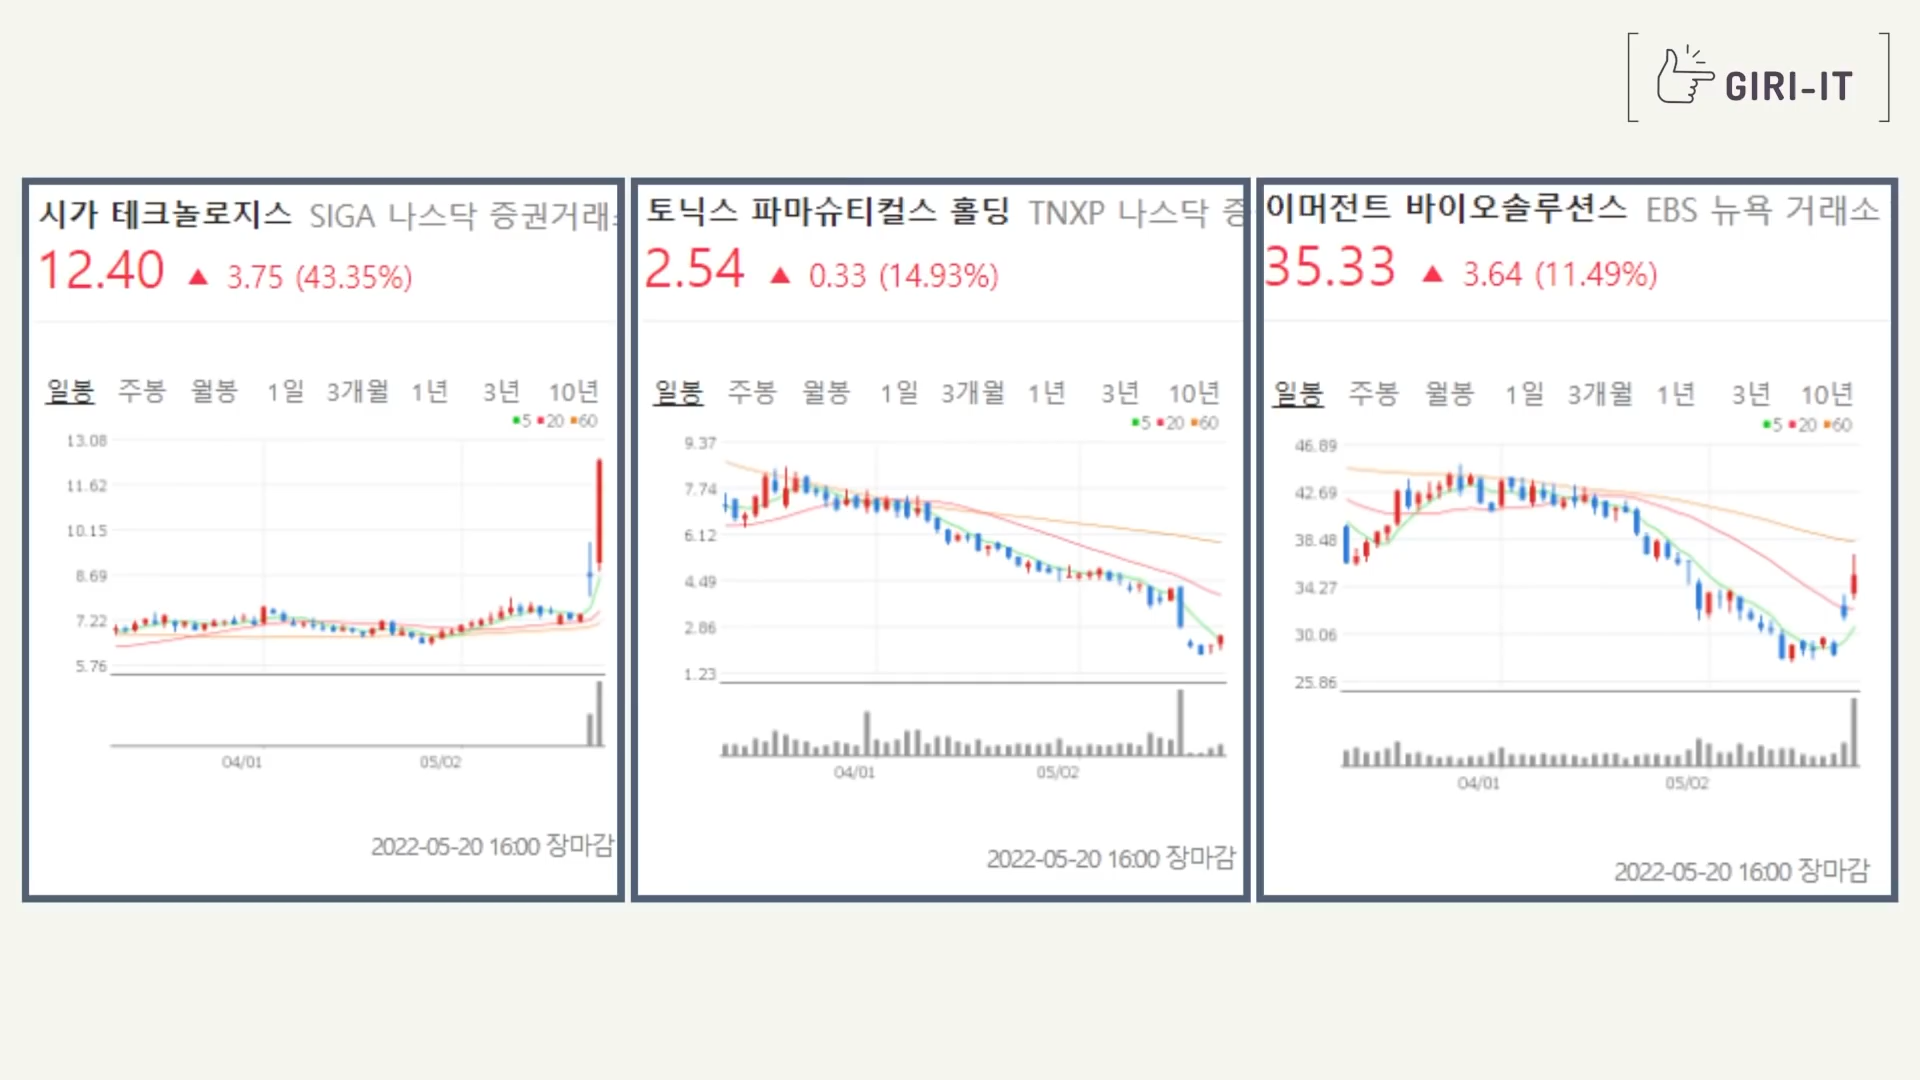 GIRI-IT
시가 테크놀로지스 SIGA 나스닥 증권거래
12.40 ▲ 3.75 (43.35%)
일봉 주봉 월봉 1일 3개월 1년 3년 10년
5 20 60
13.08
11.62
10.15
8.69
7.22
5.76
04/01 05/02
2022-05-20 16:00 장마감
토닉스 파마슈티컬스 홀딩 TNXP 나스닥 증
2.54 ▲ 0.33 (14.93%)
일봉 주봉 월봉 1일 3개월 1년 3년 10년
5 20 60
9.37
7.74
6.12
4.49
2.86
1.23
04/01 05/02
2022-05-20 16:00 장마감
이머전트 바이오솔루션스 EBS 뉴욕 거래소
35.33 ▲ 3.64 (11.49%)
일봉 주봉 월봉 1일 3개월 1년 3년 10년
5 20 60
46.89
42.69
38.48
34.27
30.06
25.86
04/01 05/02
2022-05-20 16:00 장마감